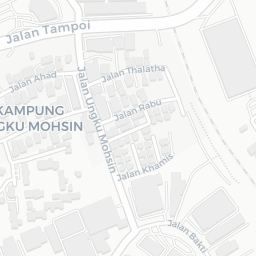 Jalan Tampoi
Jalan Ahad
Jalan Thalatha
KAMPUNG
GKU MOHSIN
Jalan Rabu
Jalan Ungku Mohsin
Jalan Khamis
Jalan Bakti